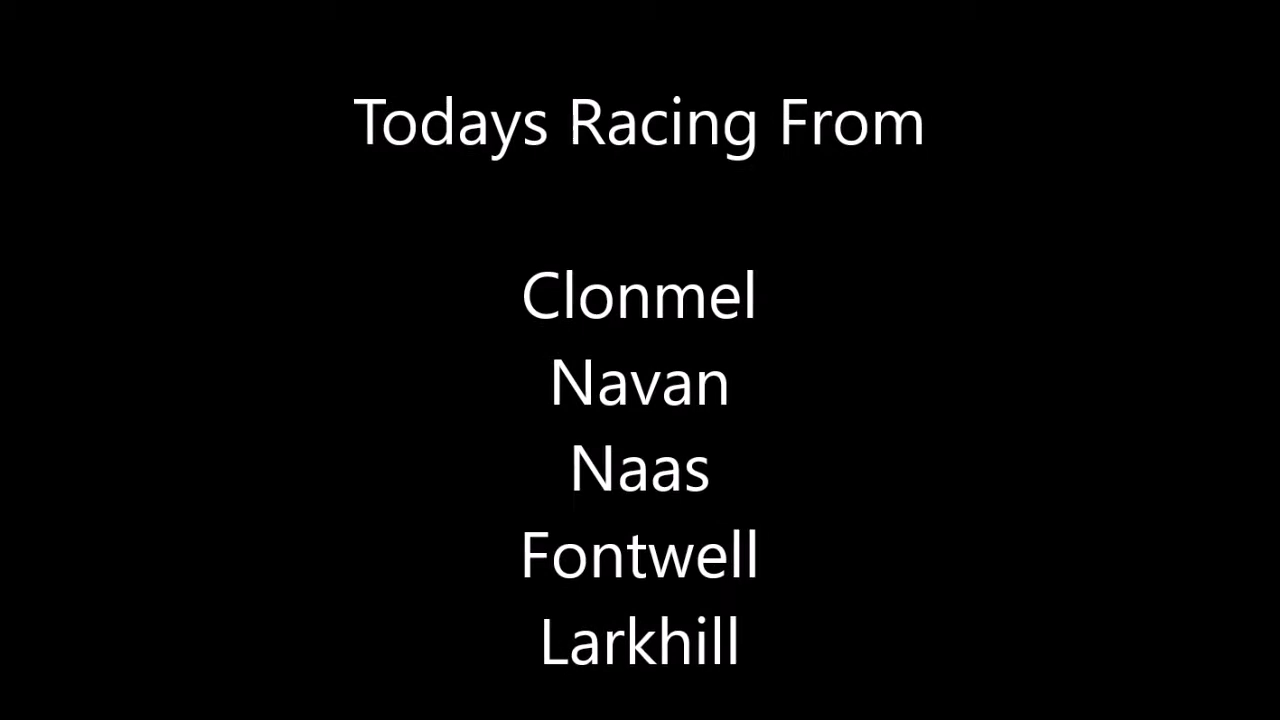 Todays Racing From
Clonmel
Navan
Naas
Fontwell
Larkhill